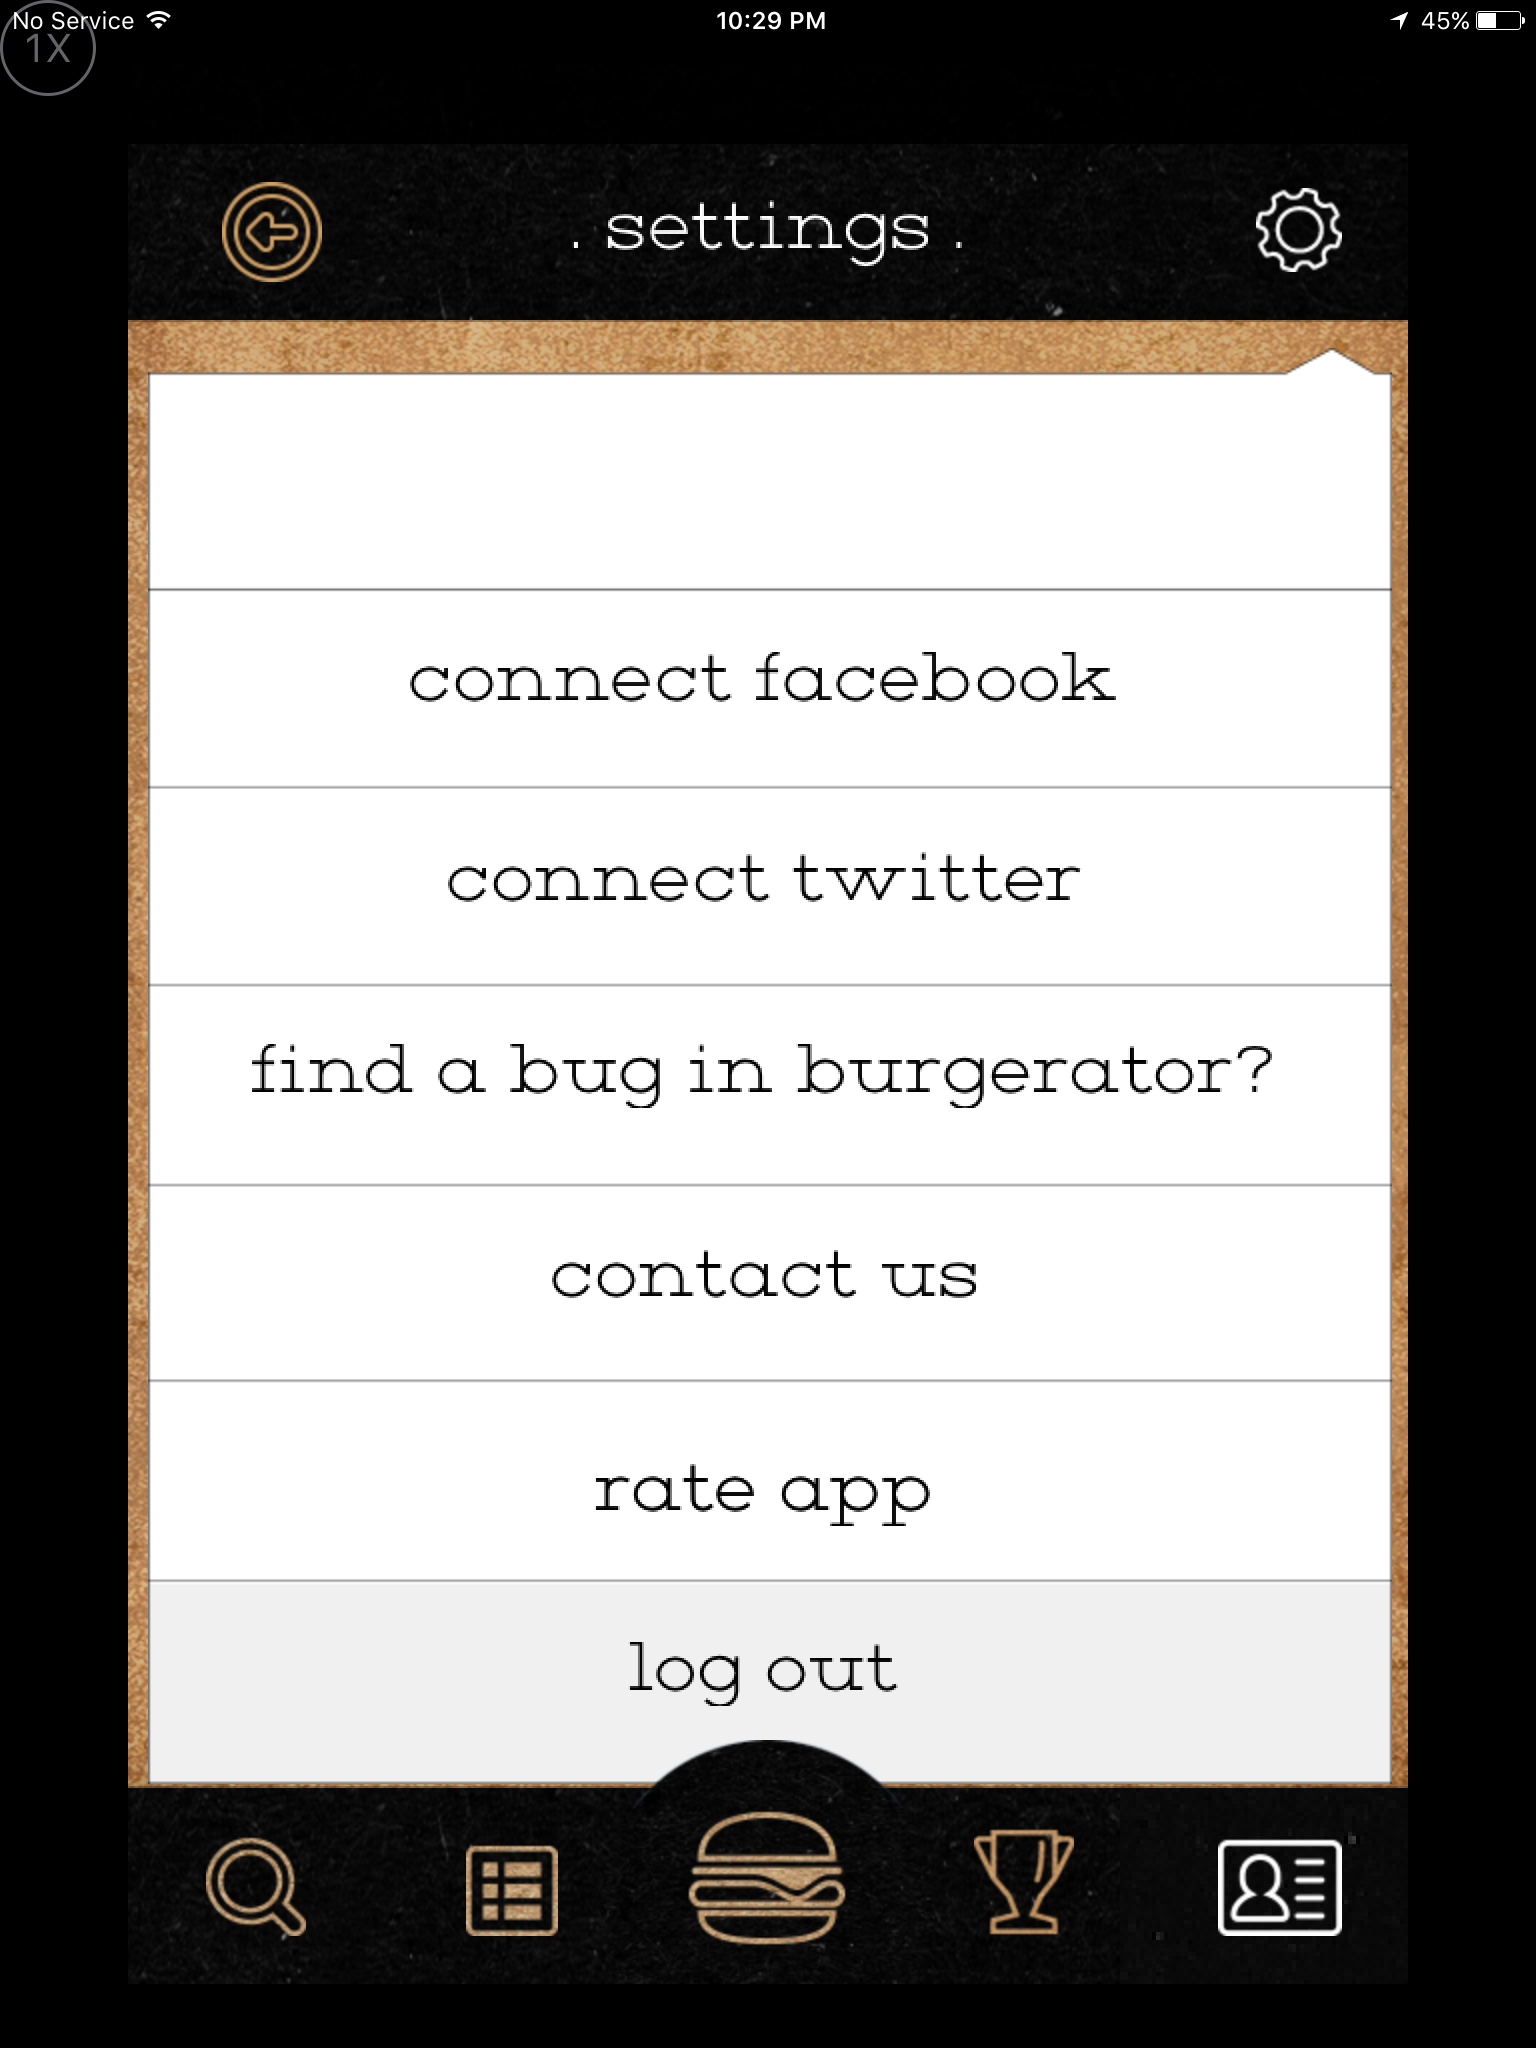 No Service 10:29 PM 45%
1X
. settings .
connect facebook
connect twitter
find a bug in burgerator?
contact us
rate app
log out